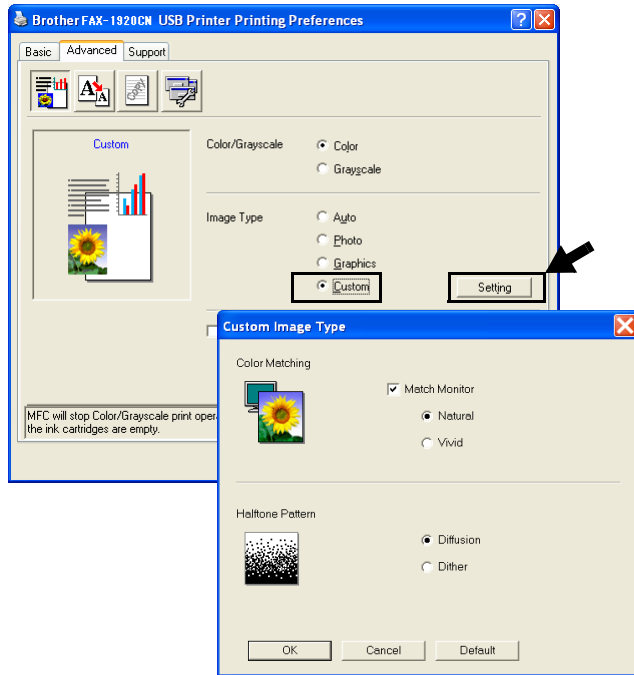 Brother FAX-1920CN USB Printer Printing Preferences
Basic Advanced Support
Custom
Color/Grayscale
Color
Grayscale
Image Type
Auto
Photo
Graphics
Custom
Setting
MFC will stop Color/Grayscale print oper
the ink cartridges are empty.
Custom Image Type
Color Matching
Match Monitor
Natural
Vivid
Halftone Pattern
Diffusion
Dither
OK Cancel Default